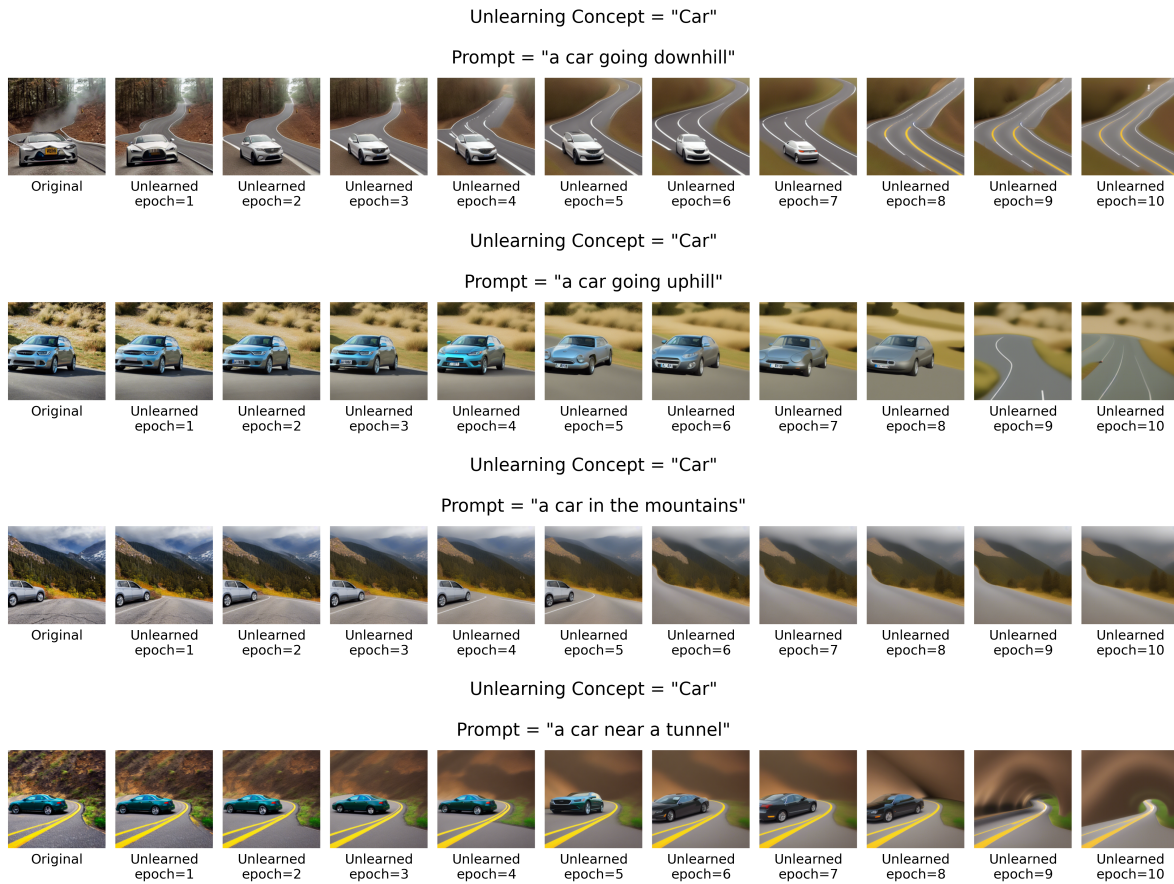 Unlearning Concept = "Car"
Prompt = "a car going downhill"
Original
Unlearned
epoch=1
Unlearned
epoch=2
Unlearned
epoch=3
Unlearned
epoch=4
Unlearned
epoch=5
Unlearned
epoch=6
Unlearned
epoch=7
Unlearned
epoch=8
Unlearned
epoch=9
Unlearned
epoch=10
Unlearning Concept = "Car"
Prompt = "a car going uphill"
Original
Unlearned
epoch=1
Unlearned
epoch=2
Unlearned
epoch=3
Unlearned
epoch=4
Unlearned
epoch=5
Unlearned
epoch=6
Unlearned
epoch=7
Unlearned
epoch=8
Unlearned
epoch=9
Unlearned
epoch=10
Unlearning Concept = "Car"
Prompt = "a car in the mountains"
Original
Unlearned
epoch=1
Unlearned
epoch=2
Unlearned
epoch=3
Unlearned
epoch=4
Unlearned
epoch=5
Unlearned
epoch=6
Unlearned
epoch=7
Unlearned
epoch=8
Unlearned
epoch=9
Unlearned
epoch=10
Unlearning Concept = "Car"
Prompt = "a car near a tunnel"
Original
Unlearned
epoch=1
Unlearned
epoch=2
Unlearned
epoch=3
Unlearned
epoch=4
Unlearned
epoch=5
Unlearned
epoch=6
Unlearned
epoch=7
Unlearned
epoch=8
Unlearned
epoch=9
Unlearned
epoch=10